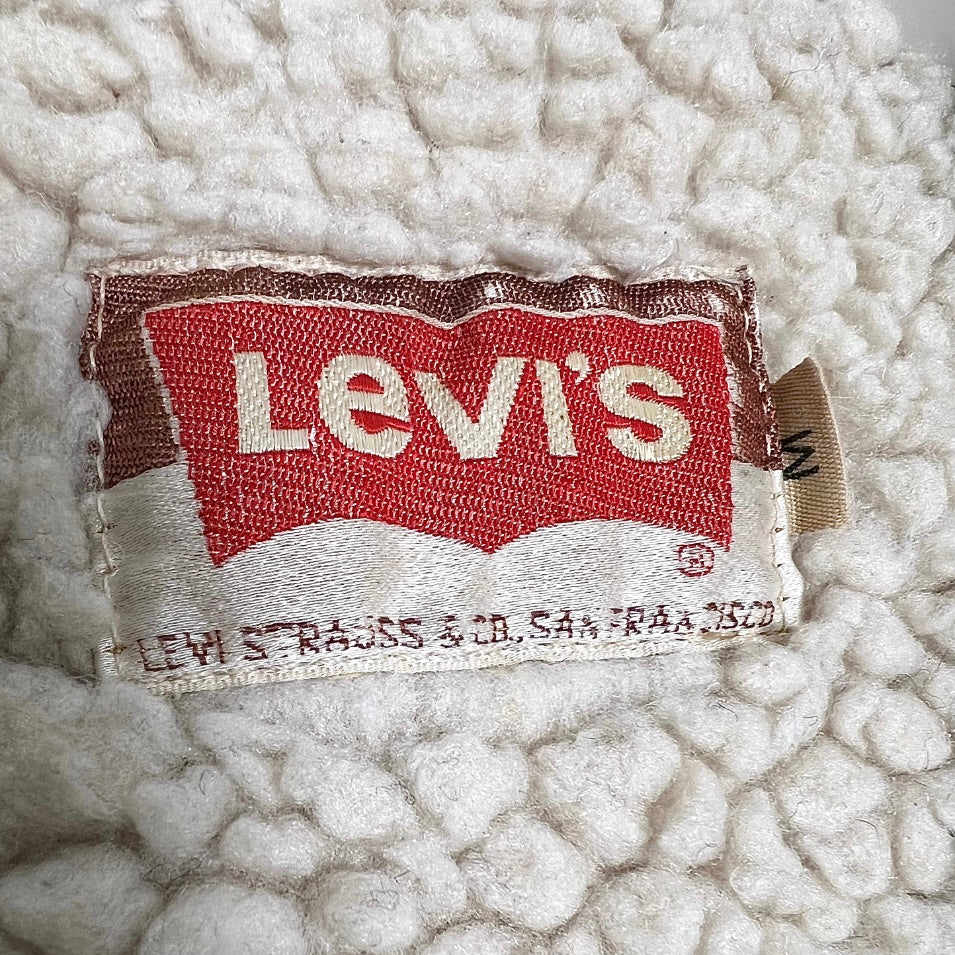 Levi's
®
LEVI STRAUSS & CO. SAN FRANCISCO
M